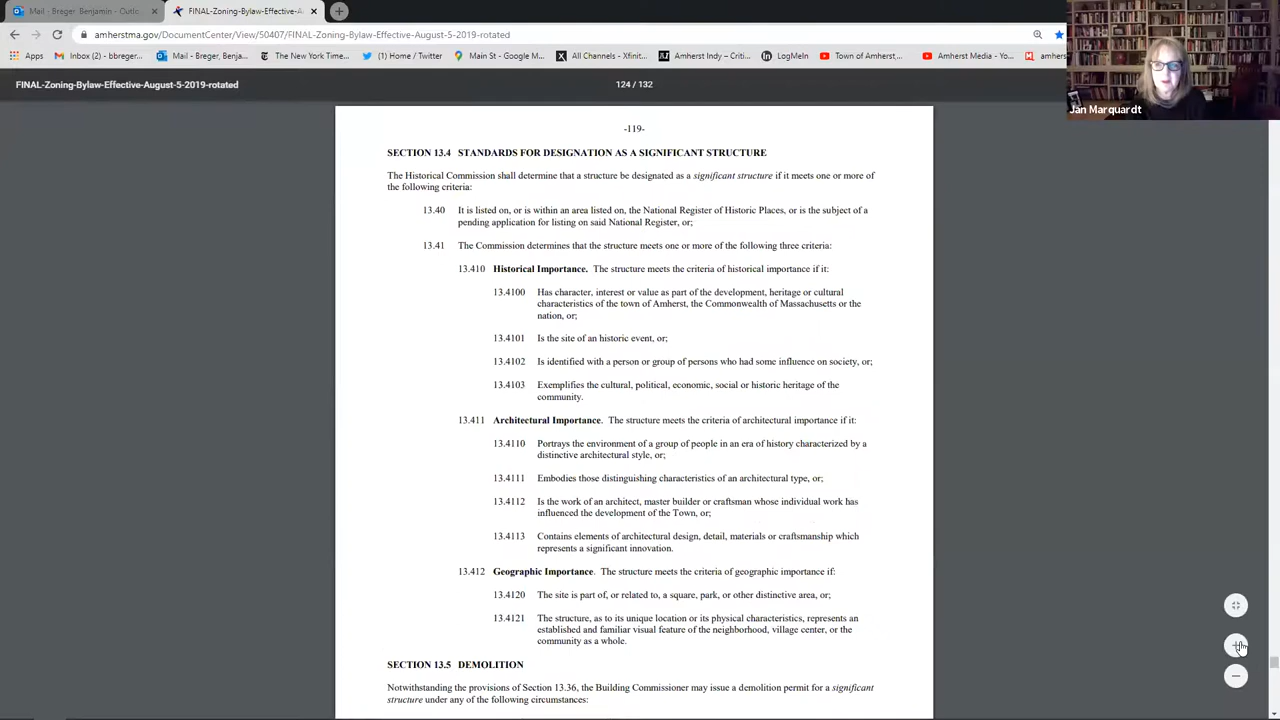 Mail - Breger, Benjamin - Outloo
FINAL-Zoning-Bylaw-Effective-A
amherstma.gov/DocumentCenter/View/50407/FINAL-Zoning-Bylaw-Effective-August-5-2019-rotated
Apps
Inbox (2) - bbreger...
Mail - Breger, Benja...
The New York Time...
(1) Home / Twitter
Main St - Google M...
All Channels - Xfinit...
Amherst Indy – Criti...
LogMeIn
Town of Amherst,...
Amherst Media - Yo...
amhers
FINAL-Zoning-Bylaw-Effective-August-5-2019-rotated
124 / 132
Jan Marquardt
-119-
SECTION 13.4 STANDARDS FOR DESIGNATION AS A SIGNIFICANT STRUCTURE
The Historical Commission shall determine that a structure be designated as a significant structure if it meets one or more of
the following criteria:
13.40 It is listed on, or is within an area listed on, the National Register of Historic Places, or is the subject of a
pending application for listing on said National Register, or;
13.41 The Commission determines that the structure meets one or more of the following three criteria:
13.410 Historical Importance. The structure meets the criteria of historical importance if it:
13.4100 Has character, interest or value as part of the development, heritage or cultural
characteristics of the town of Amherst, the Commonwealth of Massachusetts or the
nation, or;
13.4101 Is the site of an historic event, or;
13.4102 Is identified with a person or group of persons who had some influence on society, or;
13.4103 Exemplifies the cultural, political, economic, social or historic heritage of the
community.
13.411 Architectural Importance. The structure meets the criteria of architectural importance if it:
13.4110 Portrays the environment of a group of people in an era of history characterized by a
distinctive architectural style, or;
13.4111 Embodies those distinguishing characteristics of an architectural type, or;
13.4112 Is the work of an architect, master builder or craftsman whose individual work has
influenced the development of the Town, or;
13.4113 Contains elements of architectural design, detail, materials or craftsmanship which
represents a significant innovation.
13.412 Geographic Importance. The structure meets the criteria of geographic importance if:
13.4120 The site is part of, or related to, a square, park, or other distinctive area, or;
13.4121 The structure, as to its unique location or its physical characteristics, represents an
established and familiar visual feature of the neighborhood, village center, or the
community as a whole.
SECTION 13.5 DEMOLITION
Notwithstanding the provisions of Section 13.36, the Building Commissioner may issue a demolition permit for a significant
structure under any of the following circumstances: